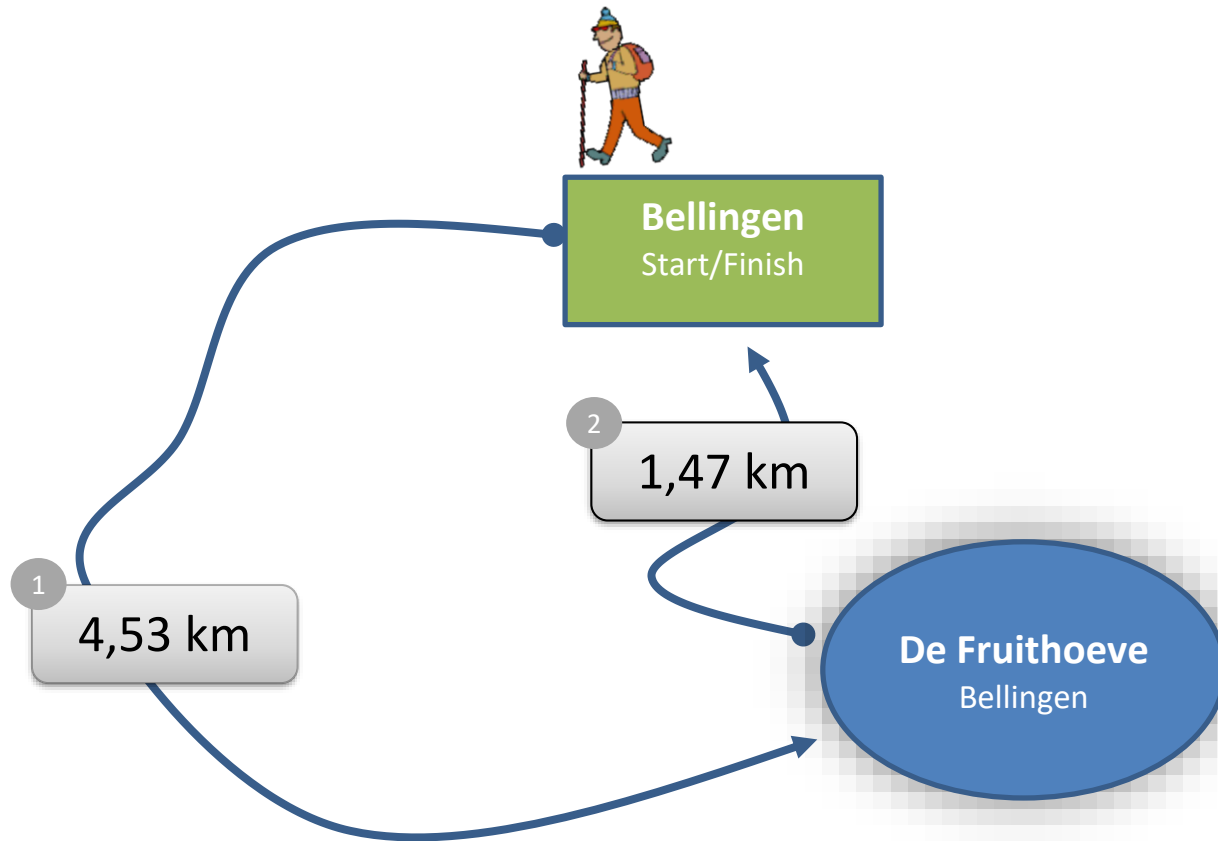 Bellingen
Start/Finish
2
1,47 km
1
4,53 km
De Fruithoeve
Bellingen